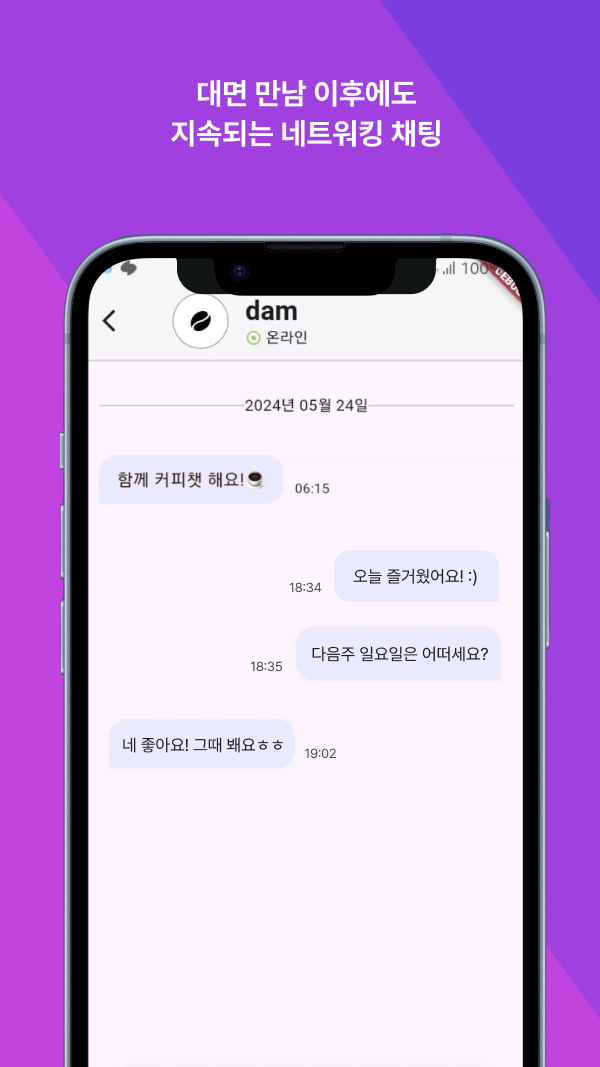 대면 만남 이후에도
지속되는 네트워킹 채팅
100
DEBUG
dam
온라인
2024년 05월 24일
함께 커피챗 해요!☕ 06:15
18:34 오늘 즐거웠어요! :)
18:35 다음주 일요일은 어떠세요?
네 좋아요! 그때 봬요ㅎㅎ 19:02